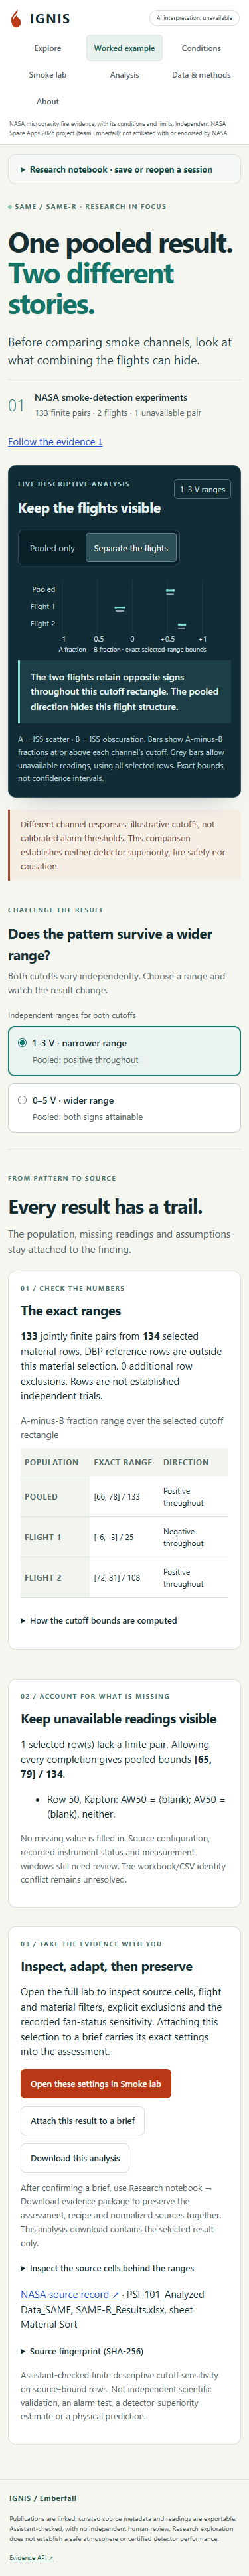 IGNIS
AI interpretation: unavailable
Explore
Worked example
Conditions
Smoke lab
Analysis
Data & methods
About
NASA microgravity fire evidence, with its conditions and limits. Independent NASA
Space Apps 2026 project (team Emberfall); not affiliated with or endorsed by NASA.
▶ Research notebook · save or reopen a session
SAME / SAME-R · RESEARCH IN FOCUS
One pooled result.
Two different
stories.
Before comparing smoke channels, look at
what combining the flights can hide.
01
NASA smoke-detection experiments
133 finite pairs · 2 flights · 1 unavailable pair
Follow the evidence ↓
LIVE DESCRIPTIVE ANALYSIS
1–3 V ranges
Keep the flights visible
Pooled only
Separate the flights
Pooled
Flight 1
Flight 2
-1 -0.5 0 +0.5 +1
A fraction − B fraction · exact selected-range bounds
The two flights retain opposite signs
throughout this cutoff rectangle. The pooled
direction hides this flight structure.
A = ISS scatter · B = ISS obscuration. Bars show A-minus-B
fractions at or above each channel's cutoff. Grey bars allow
unavailable readings, using all selected rows. Exact bounds,
not confidence intervals.
Different channel responses; illustrative cutoffs, not
calibrated alarm thresholds. This comparison
establishes neither detector superiority, fire safety nor
causation.
CHALLENGE THE RESULT
Does the pattern survive a wider
range?
Both cutoffs vary independently. Choose a range and
watch the result change.
Independent ranges for both cutoffs
1–3 V · narrower range
Pooled: positive throughout
0–5 V · wider range
Pooled: both signs attainable
FROM PATTERN TO SOURCE
Every result has a trail.
The population, missing readings and assumptions
stay attached to the finding.
01 / CHECK THE NUMBERS
The exact ranges
133 jointly finite pairs from 134 selected
material rows. DBP reference rows are outside
this material selection. 0 additional row
exclusions. Rows are not established
independent trials.
A-minus-B fraction range over the selected cutoff
rectangle
POPULATION EXACT RANGE DIRECTION
POOLED [66, 78] / 133 Positive
throughout
FLIGHT 1 [-6, -3] / 25 Negative
throughout
FLIGHT 2 [72, 81] / 108 Positive
throughout
▶ How the cutoff bounds are computed
02 / ACCOUNT FOR WHAT IS MISSING
Keep unavailable readings visible
1 selected row(s) lack a finite pair. Allowing
every completion gives pooled bounds [65,
79] / 134.
• Row 50, Kapton: AW50 = (blank); AV50 =
(blank). neither.
No missing value is filled in. Source configuration,
recorded instrument status and measurement
windows still need review. The workbook/CSV identity
conflict remains unresolved.
03 / TAKE THE EVIDENCE WITH YOU
Inspect, adapt, then preserve
Open the full lab to inspect source cells, flight
and material filters, explicit exclusions and the
recorded fan-status sensitivity. Attaching this
selection to a brief carries its exact settings
into the assessment.
Open these settings in Smoke lab
Attach this result to a brief
Download this analysis
After confirming a brief, use Research notebook →
Download evidence package to preserve the
assessment, recipe and normalized sources together.
This analysis download contains the selected result
only.
▶ Inspect the source cells behind the ranges
NASA source record ↗ · PSI-101_Analyzed
Data_SAME, SAME-R_Results.xlsx, sheet
Material Sort
▶ Source fingerprint (SHA-256)
Assistant-checked finite descriptive cutoff sensitivity
on source-bound rows. Not independent scientific
validation, an alarm test, a detector-superiority
estimate or a physical prediction.
IGNIS / Emberfall
Publications are linked; curated source metadata and readings are exportable.
Assistant-checked, with no independent human review. Research exploration
does not establish a safe atmosphere or certified detector performance.
Evidence API ↗